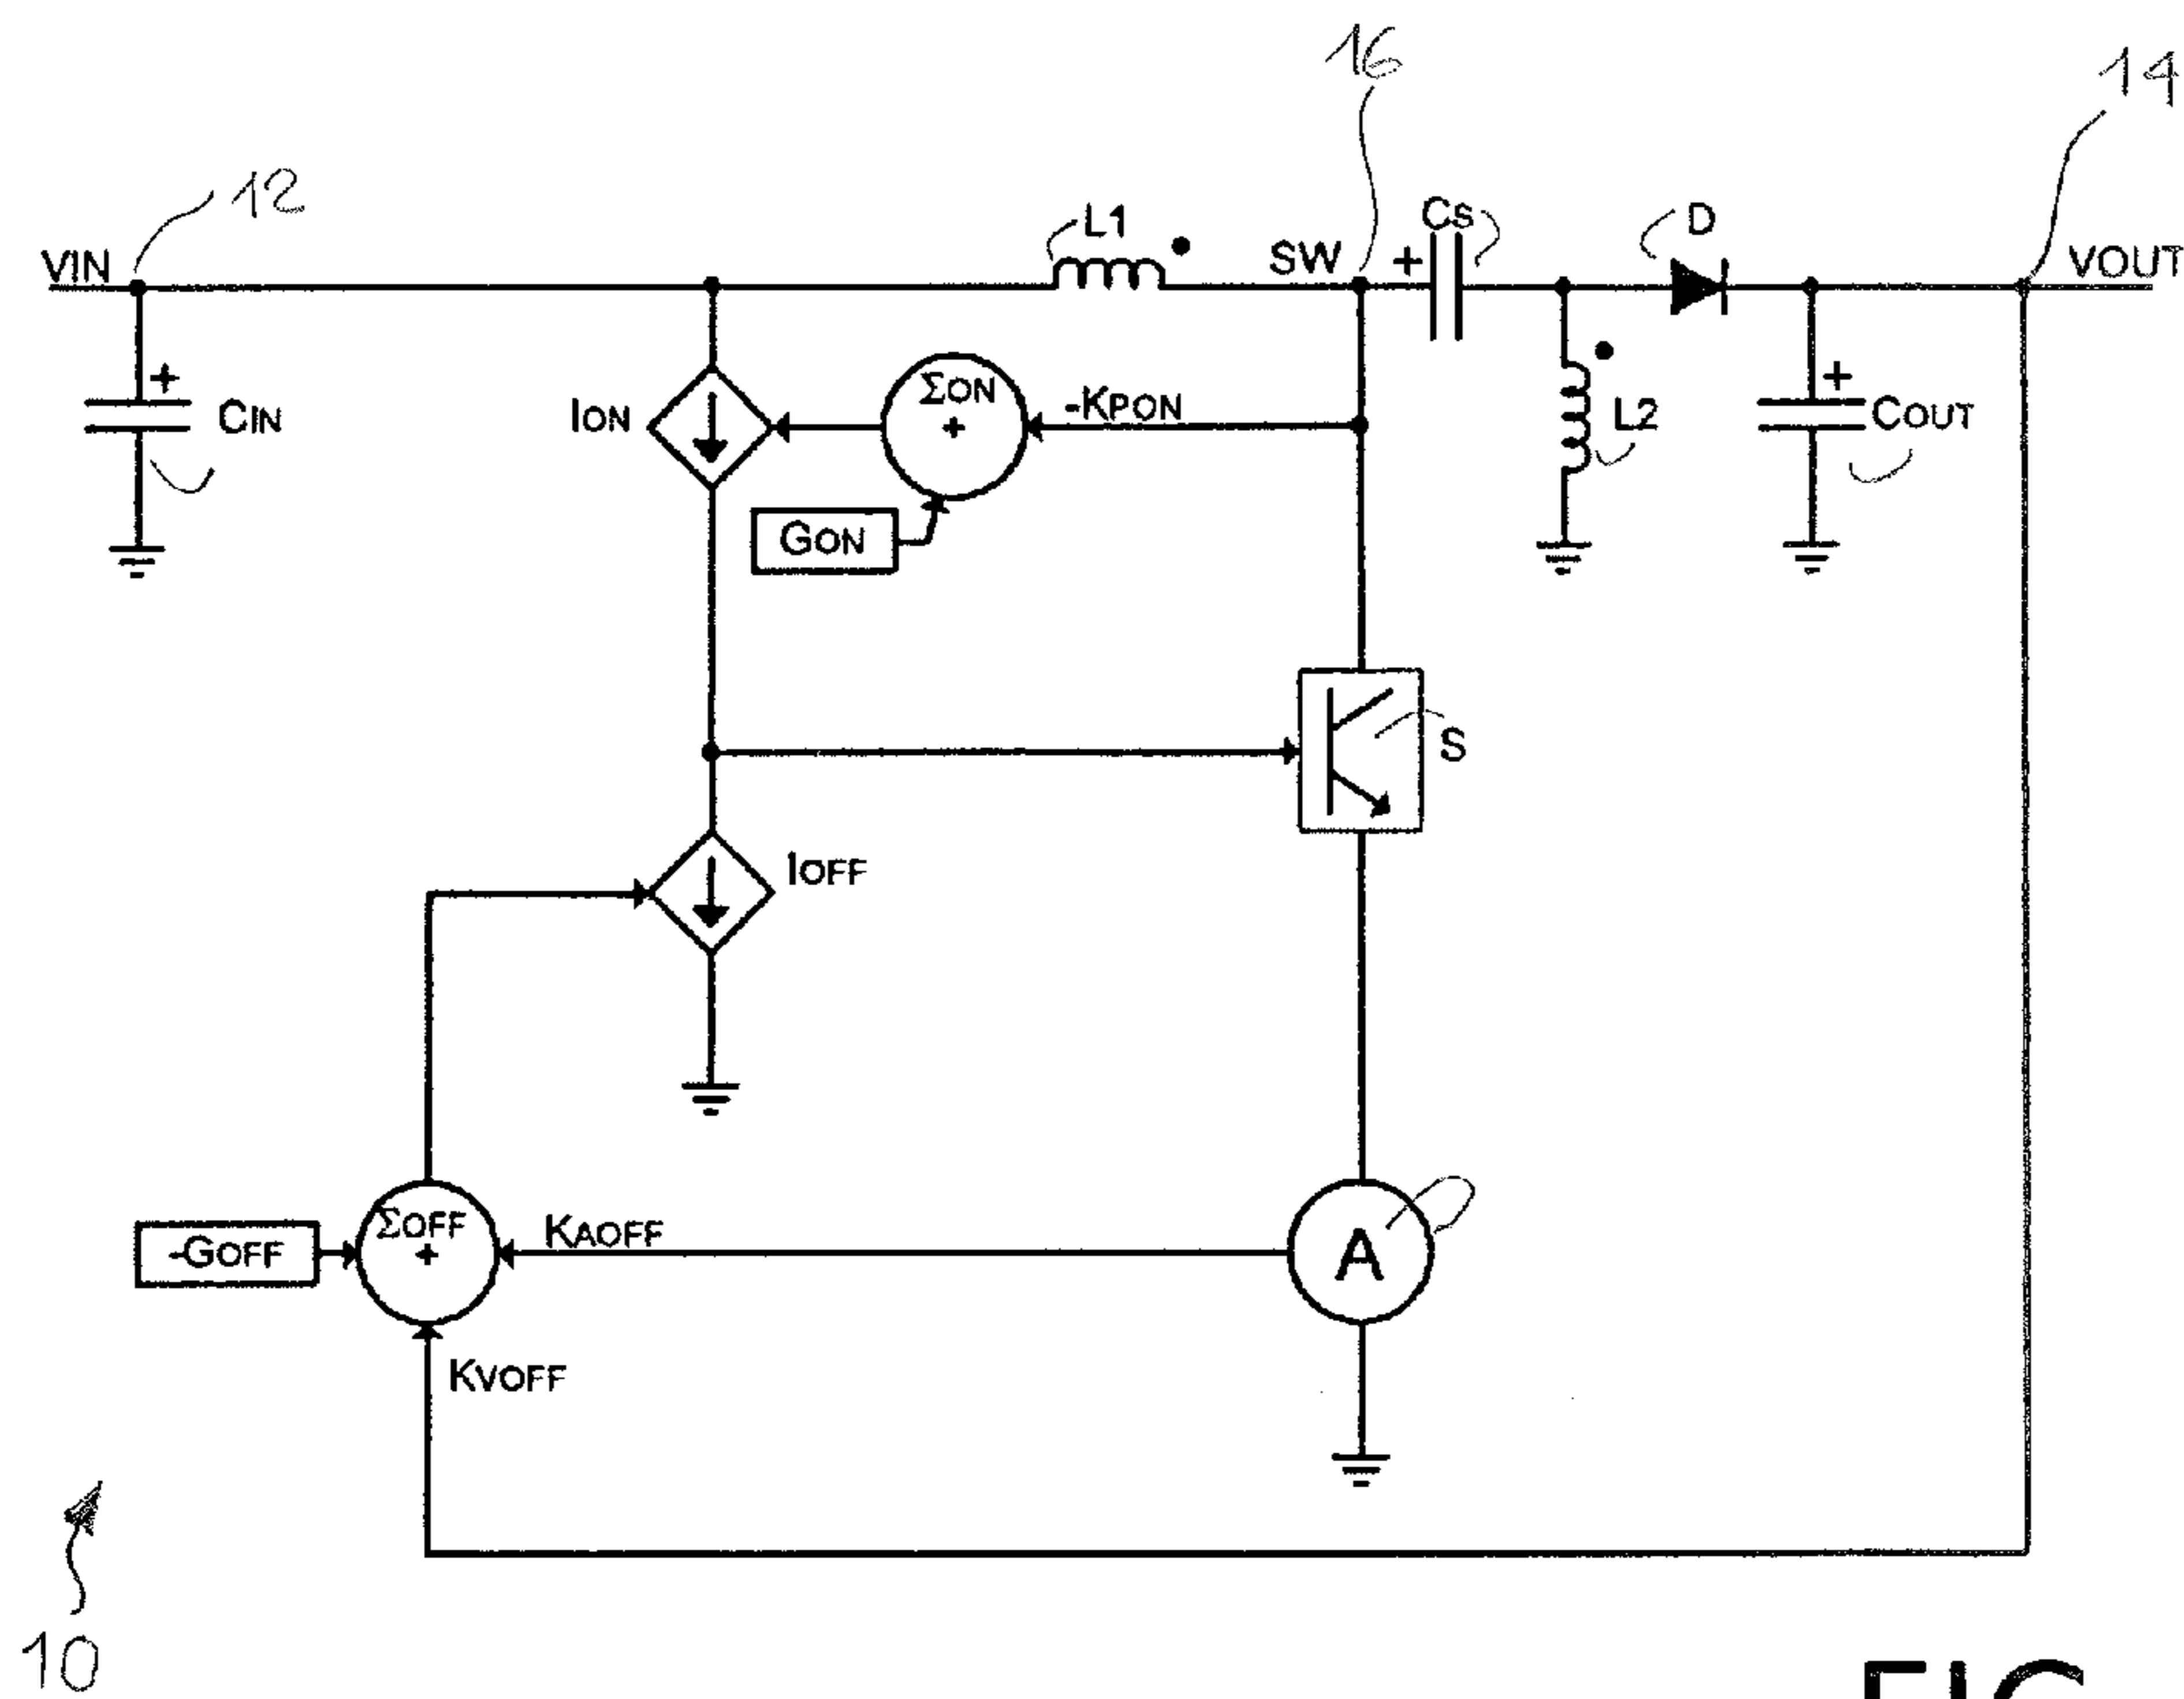 16
14
12
L1
Cs
D
VIN
SW
+
VOUT
ΣON
+
-KPON
ION
+
CIN
L2
+
COUT
GON
S
IOFF
ΣOFF
+
-GOFF
KAOFF
A
KVOFF
10
FIG